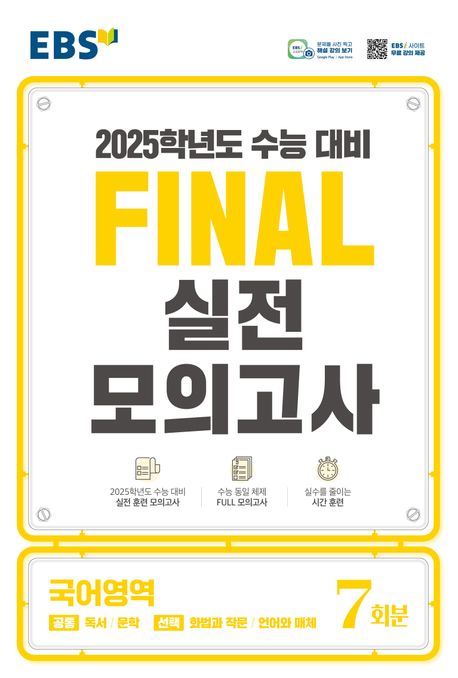 EBS
문제를 사진 찍고
해설 강의 보기
Google Play | App Store
EBSi 사이트
무료 강의 제공
2025학년도 수능 대비
FINAL
실전
모의고사
2025학년도 수능 대비
실전 훈련 모의고사
수능 동일 체제
FULL 모의고사
실수를 줄이는
시간 훈련
국어영역
공통 독서 / 문학 선택 화법과 작문 / 언어와 매체
7회분